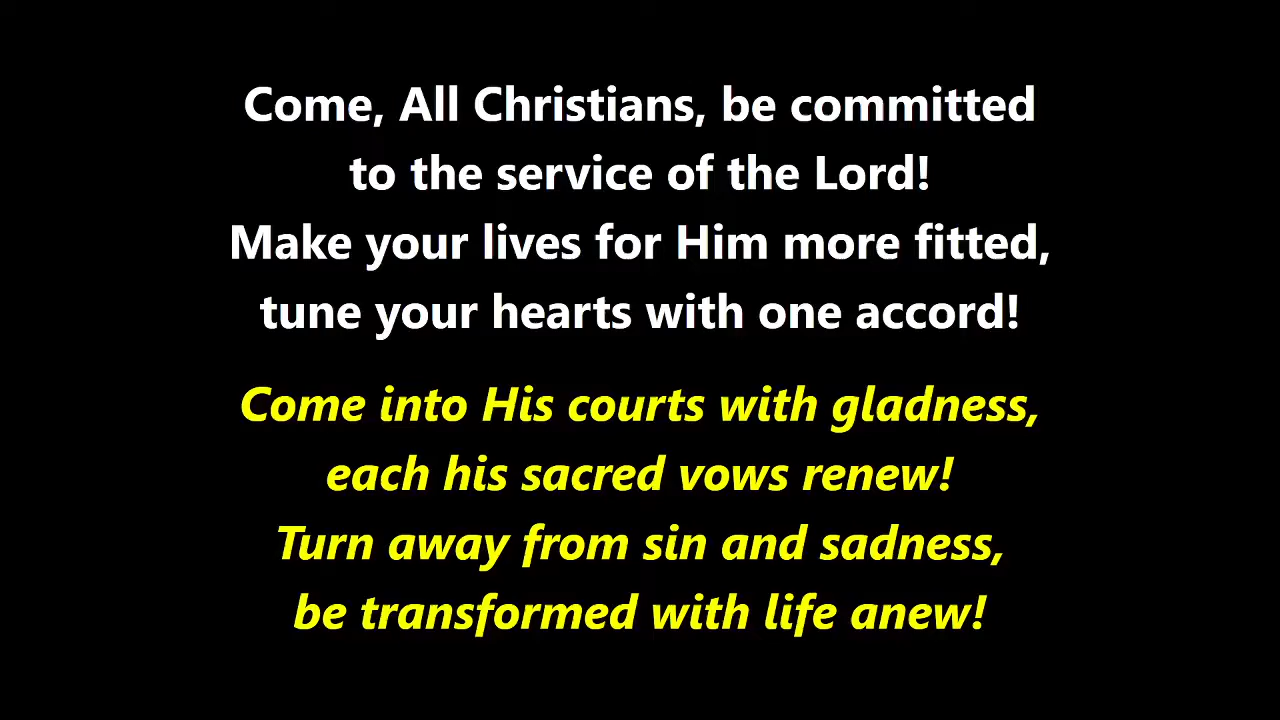 Come, All Christians, be committed
to the service of the Lord!
Make your lives for Him more fitted,
tune your hearts with one accord!
Come into His courts with gladness,
each his sacred vows renew!
Turn away from sin and sadness,
be transformed with life anew!